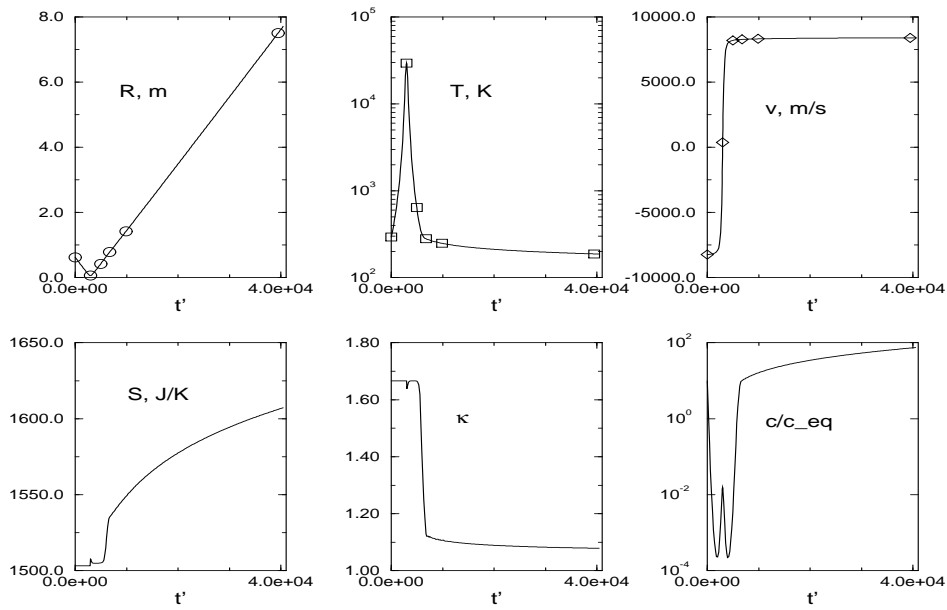 8.0
6.0
4.0
2.0
0.0
0.0e+00
4.0e+04
R, m
t'
10^5
10^4
10^3
10^2
0.0e+00
4.0e+04
T, K
t'
10000.0
5000.0
0.0
-5000.0
-10000.0
0.0e+00
4.0e+04
v, m/s
t'
1650.0
1600.0
1550.0
1500.0
0.0e+00
4.0e+04
S, J/K
t'
1.80
1.60
1.40
1.20
1.00
0.0e+00
4.0e+04
κ
t'
10^2
10^0
10^-2
10^-4
0.0e+00
4.0e+04
c/c_eq
t'